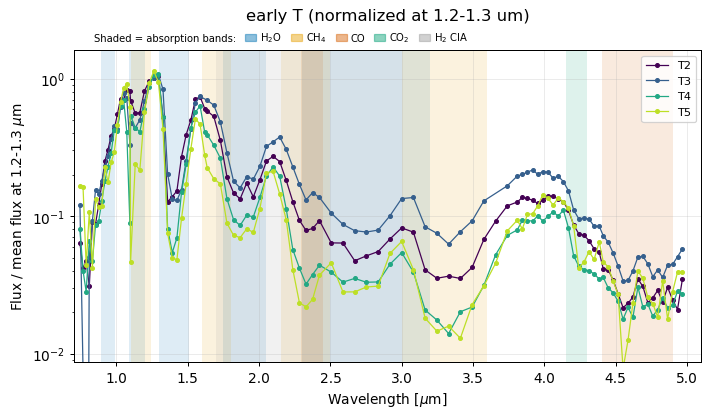 early T (normalized at 1.2-1.3 um)
Shaded = absorption bands: H₂O CH₄ CO CO₂ H₂ CIA
T2
T3
T4
T5
10⁰
10⁻¹
10⁻²
Flux / mean flux at 1.2-1.3 μm
1.0 1.5 2.0 2.5 3.0 3.5 4.0 4.5 5.0
Wavelength [μm]